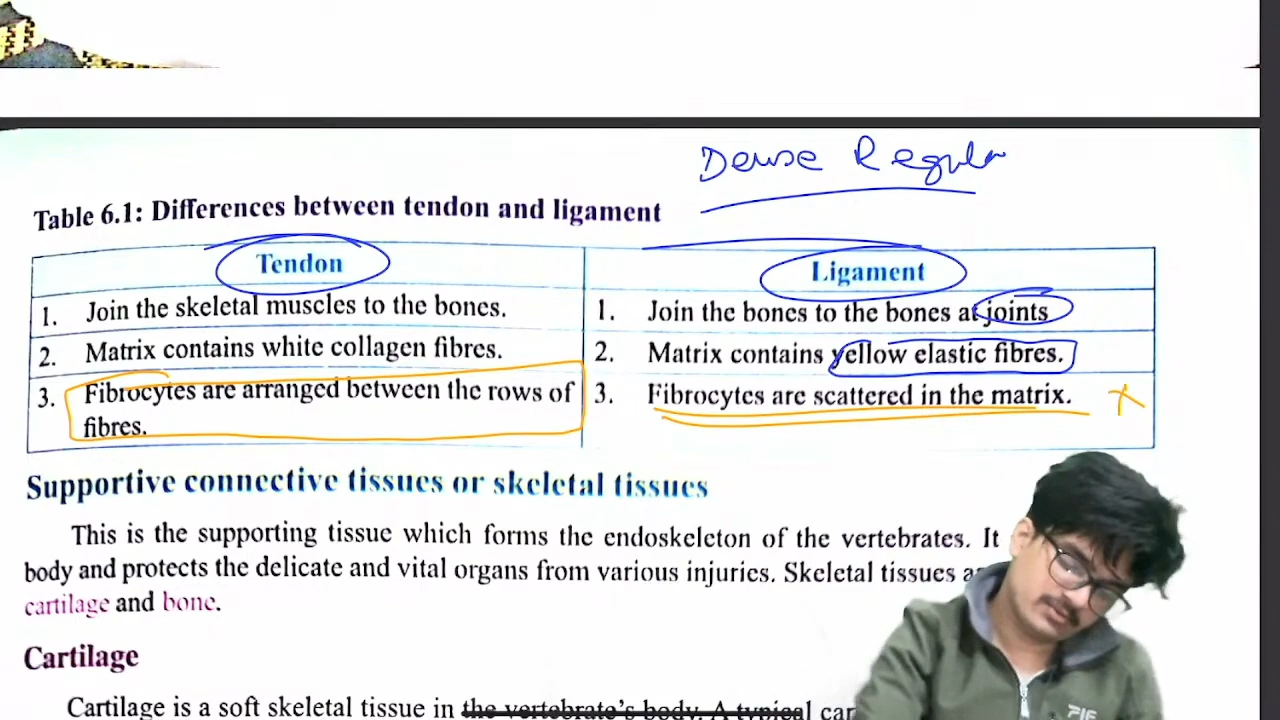 Dense Regular
Table 6.1: Differences between tendon and ligament
Tendon
Ligament
1. Join the skeletal muscles to the bones.
1. Join the bones to the bones at joints
2. Matrix contains white collagen fibres.
2. Matrix contains yellow elastic fibres.
3. Fibrocytes are arranged between the rows of
fibres.
3. Fibrocytes are scattered in the matrix.
Supportive connective tissues or skeletal tissues
This is the supporting tissue which forms the endoskeleton of the vertebrates. It
body and protects the delicate and vital organs from various injuries. Skeletal tissues
cartilage and bone.
Cartilage
Cartilage is a soft skeletal tissue in the vertebrate's body. A typical